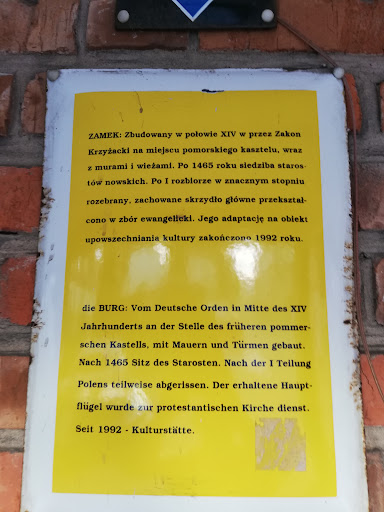 ZAMEK: Zbudowany w połowie XIV w przez Zakon
Krzyżacki na miejscu pomorskiego kasztelu, wraz
z murami i wieżami. Po 1465 roku siedziba staros-
tów nowskich. Po I rozbiorze w znacznym stopniu
rozebrany, zachowane skrzydło główne przekształ-
cono w zbór ewangelicki. Jego adaptację na obiekt
upowszechniania kultury zakończono 1992 roku.
die BURG: Vom Deutsche Orden in Mitte des XIV
Jahrhunderts an der Stelle des früheren pommer-
schen Kastells, mit Mauern und Türmen gebaut.
Nach 1465 Sitz des Starosten. Nach der I Teilung
Polens teilweise abgerissen. Der erhaltene Haupt-
flügel wurde zur protestantischen Kirche dienst.
Seit 1992 - Kulturstätte.